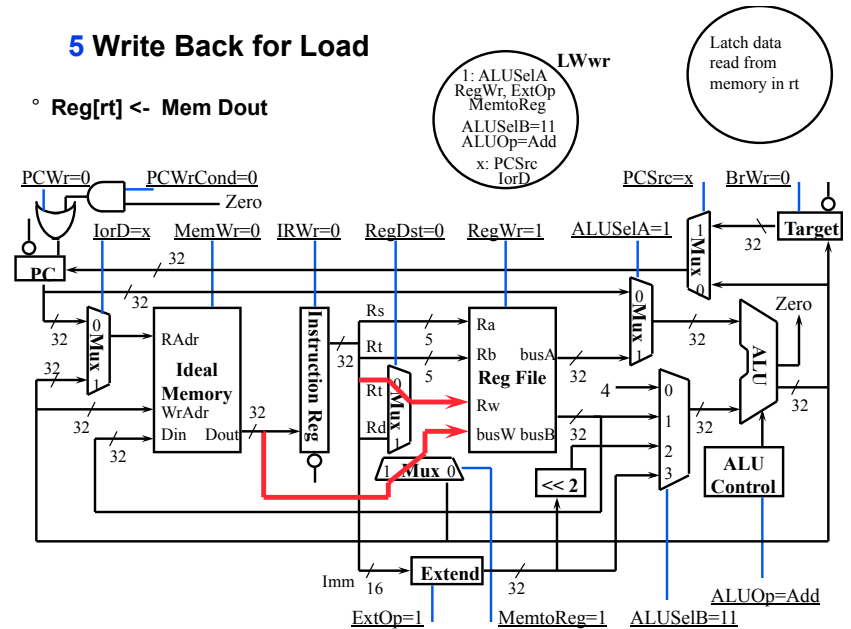 5 Write Back for Load
° Reg[rt] <- Mem Dout
LWwr
1: ALUSelA
RegWr, ExtOp
MemtoReg
ALUSelB=11
ALUOp=Add
x: PCSrc
IorD
Latch data
read from
memory in rt
PCWr=0
PCWrCond=0
Zero
PCSrc=x
BrWr=0
IorD=x
MemWr=0
IRWr=0
RegDst=0
RegWr=1
ALUSelA=1
1
Mux
0
32
Target
PC
32
32
32
32
0
Mux
1
32
32
RAdr
Ideal
Memory
WrAdr
Din
Dout
32
32
Instruction Reg
32
Rs
Rt
Rt
Rd
5
5
0
Mux
1
Ra
Rb
busA
Reg File
Rw
busW
busB
32
32
0
Mux
1
32
Zero
ALU
32
4
0
Mux
1
2
3
32
1 Mux 0
<< 2
ALU
Control
Imm
16
Extend
32
ExtOp=1
MemtoReg=1
ALUSelB=11
ALUOp=Add